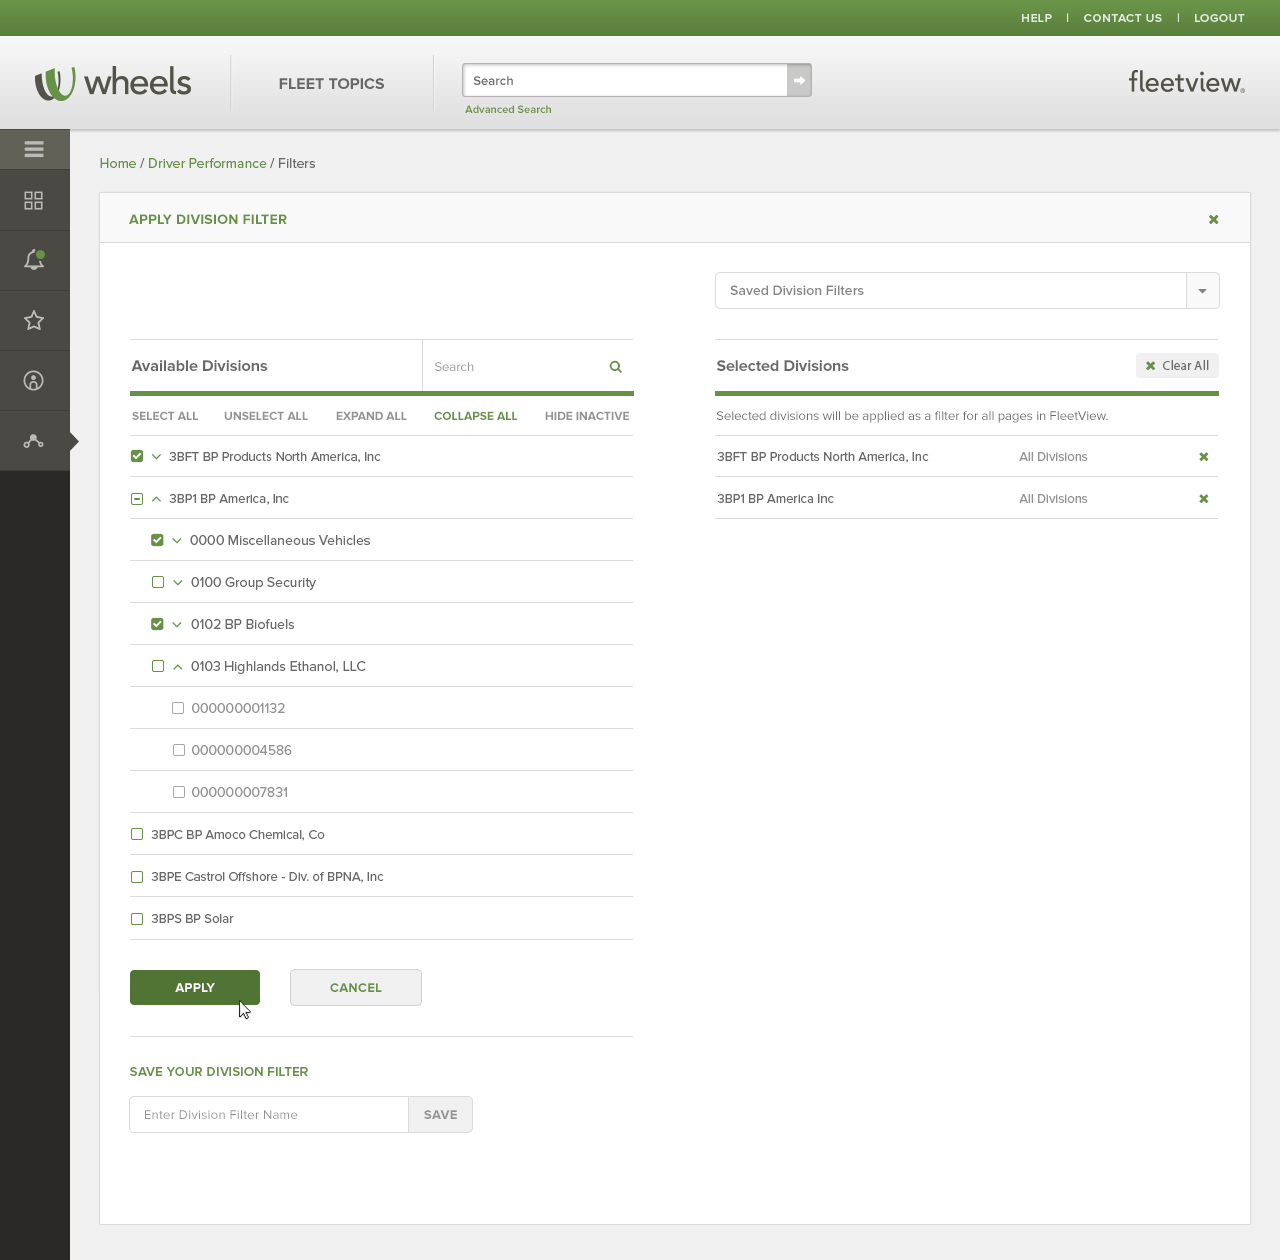 HELP | CONTACT US | LOGOUT
wheels
FLEET TOPICS
Search
Advanced Search
fleetview®
Home / Driver Performance / Filters
APPLY DIVISION FILTER
Saved Division Filters
Available Divisions
Search
SELECT ALL UNSELECT ALL EXPAND ALL COLLAPSE ALL HIDE INACTIVE
3BFT BP Products North America, Inc
3BP1 BP America, Inc
0000 Miscellaneous Vehicles
0100 Group Security
0102 BP Biofuels
0103 Highlands Ethanol, LLC
000000001132
000000004586
000000007831
3BPC BP Amoco Chemical, Co
3BPE Castrol Offshore - Div. of BPNA, Inc
3BPS BP Solar
APPLY
CANCEL
SAVE YOUR DIVISION FILTER
Enter Division Filter Name
SAVE
Selected Divisions
Clear All
Selected divisions will be applied as a filter for all pages in FleetView.
3BFT BP Products North America, Inc All Divisions
3BP1 BP America Inc All Divisions